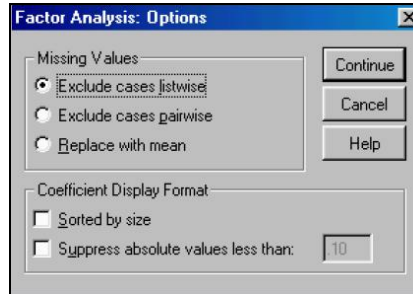 Factor Analysis: Options
Missing Values
Exclude cases listwise
Exclude cases pairwise
Replace with mean
Continue
Cancel
Help
Coefficient Display Format
Sorted by size
Suppress absolute values less than: .10